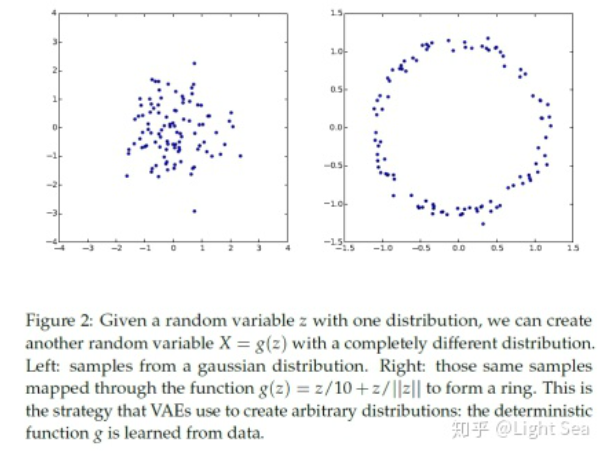 4
3
2
1
0
−1
−2
−3
−4
−4 −3 −2 −1 0 1 2 3 4
1.5
1.0
0.5
0.0
−0.5
−1.0
−1.5
−1.5 −1.0 −0.5 0.0 0.5 1.0 1.5
Figure 2: Given a random variable z with one distribution, we can create
another random variable X = g(z) with a completely different distribution.
Left: samples from a gaussian distribution. Right: those same samples
mapped through the function g(z) = z/10 + z/||z|| to form a ring. This is
the strategy that VAEs use to create arbitrary distributions: the deterministic
function g is learned from data.
知乎 @Light Sea